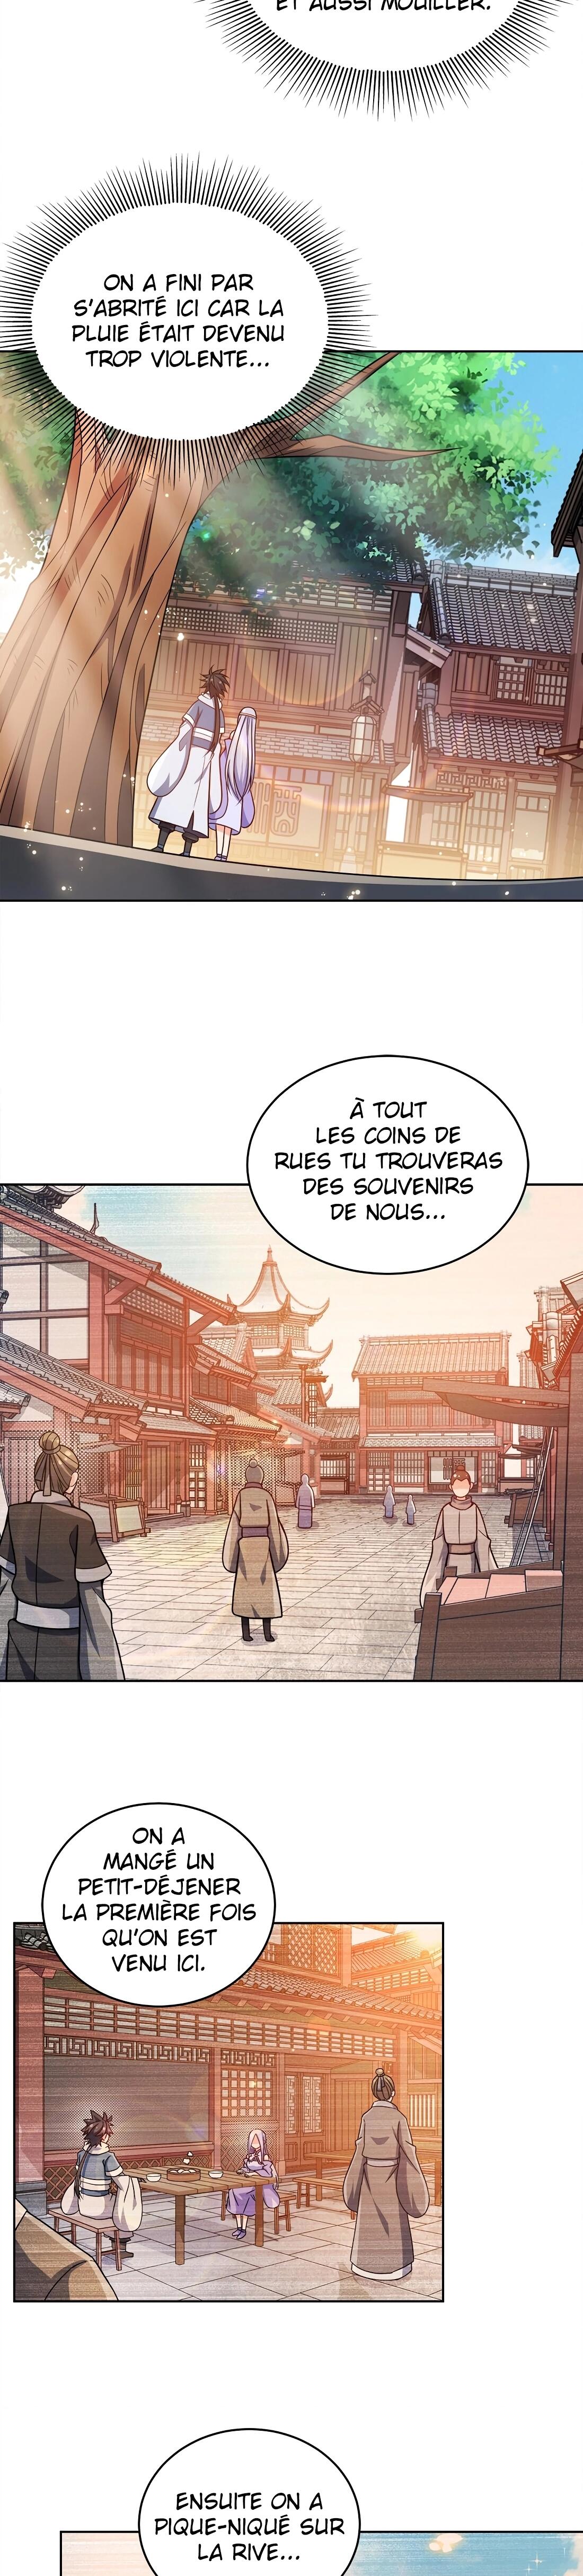 ET AUSSI MOUILLER.
ON A FINI PAR
S'ABRITÉ ICI CAR LA
PLUIE ÉTAIT DEVENU
TROP VIOLENTE...
À TOUT
LES COINS DE
RUES TU TROUVERAS
DES SOUVENIRS
DE NOUS...
ON A
MANGÉ UN
PETIT-DÉJENER
LA PREMIÈRE FOIS
QU'ON EST
VENU ICI.
ENSUITE ON A
PIQUE-NIQUÉ SUR
LA RIVE...